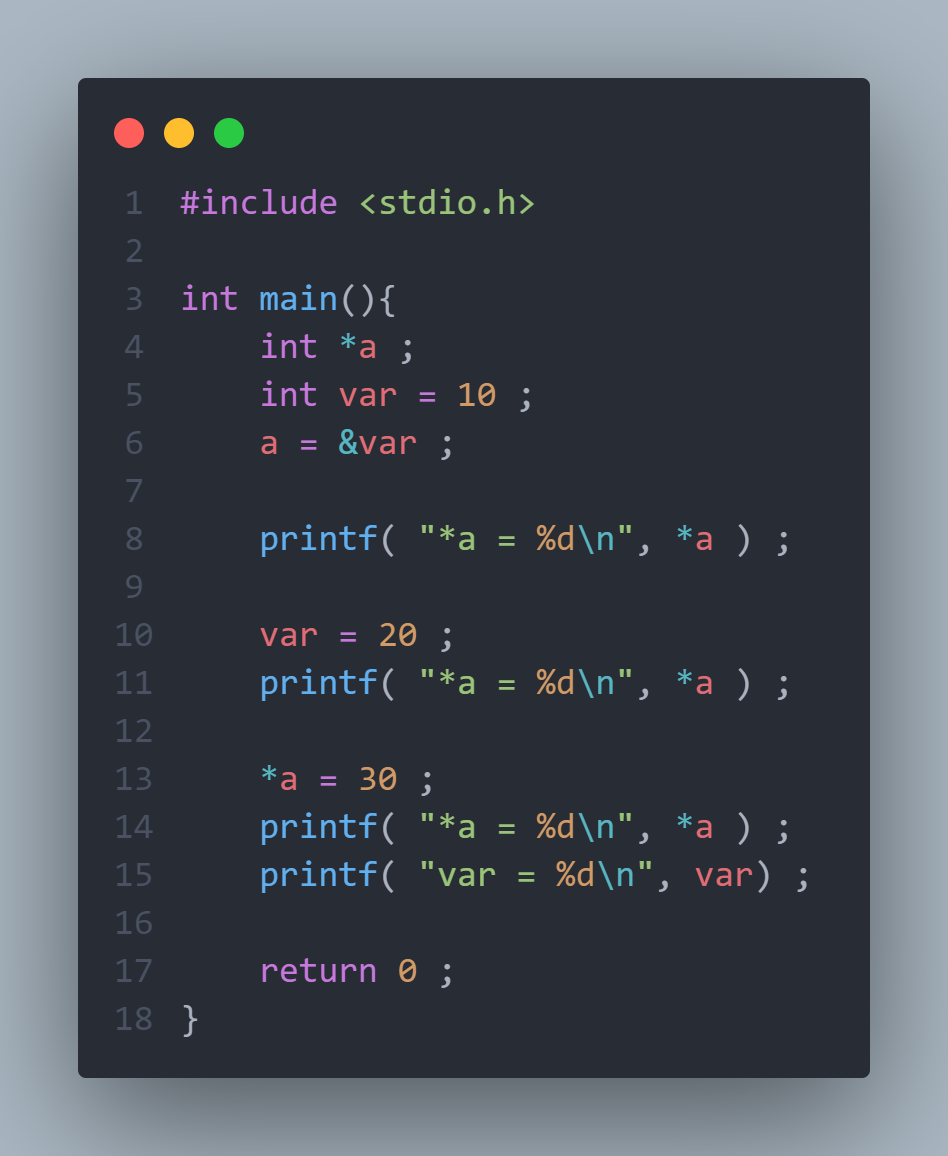 1 #include <stdio.h>
2
3 int main(){
4     int *a ;
5     int var = 10 ;
6     a = &var ;
7
8     printf( "*a = %d\n", *a ) ;
9
10     var = 20 ;
11     printf( "*a = %d\n", *a ) ;
12
13     *a = 30 ;
14     printf( "*a = %d\n", *a ) ;
15     printf( "var = %d\n", var) ;
16
17     return 0 ;
18 }